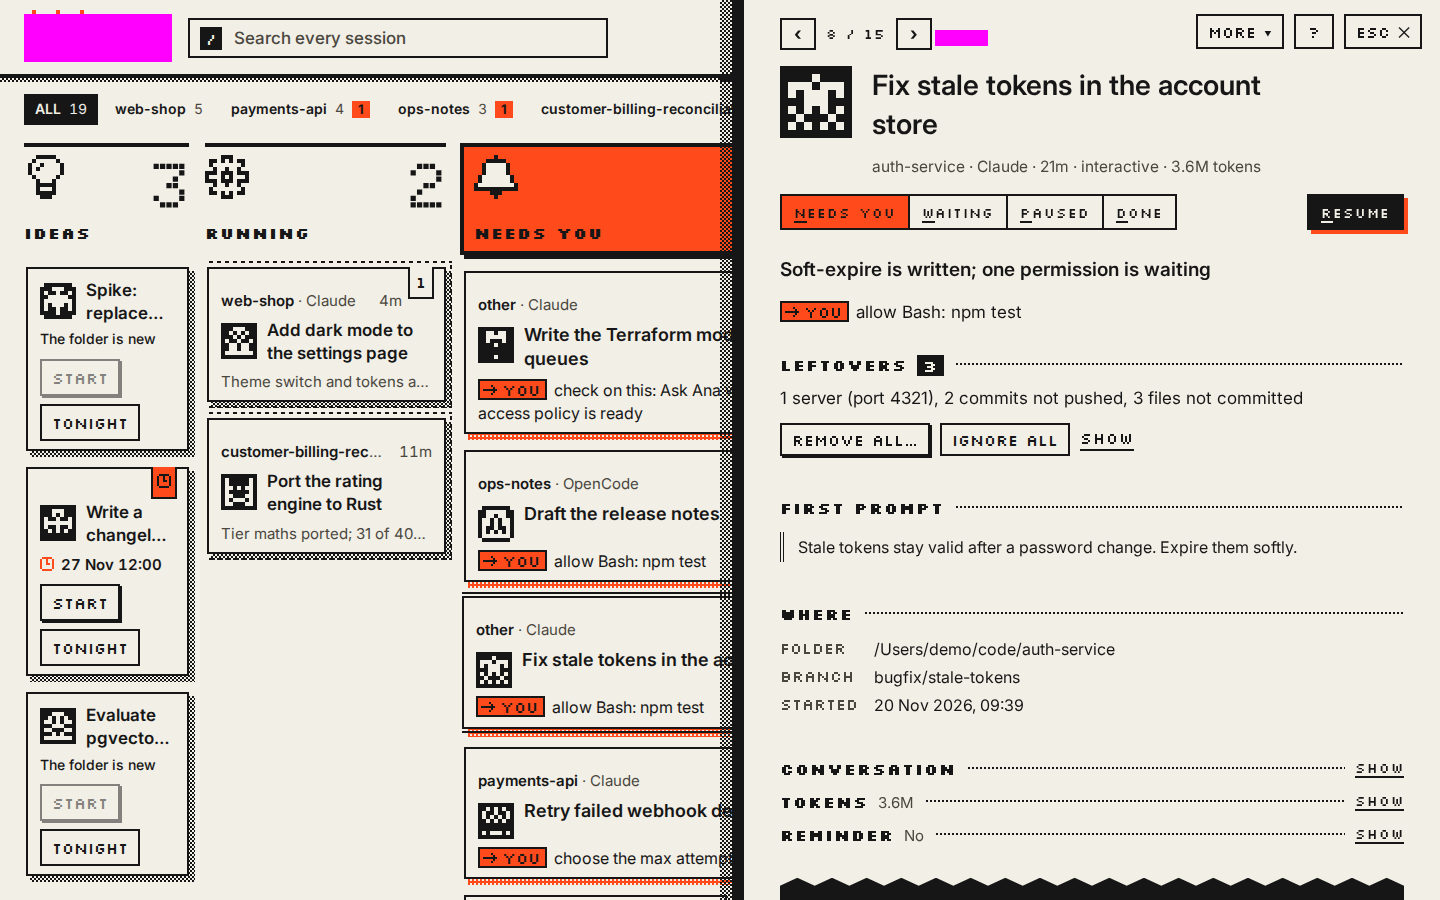 / Search every session
ALL 19 web-shop 5 payments-api 4 1 ops-notes 3 1
3
IDEAS
Spike: replace...
The folder is new
START
TONIGHT
Write a changel...
27 Nov 12:00
START
TONIGHT
Evaluate pgvecto...
The folder is new
START
TONIGHT
2
RUNNING
1
web-shop · Claude 4m
Add dark mode to
the settings page
Theme switch and tokens a...
customer-billing-rec... 11m
Port the rating
engine to Rust
Tier maths ported; 31 of 40...
NEEDS YOU
other · Claude
Write the Terraform
queues
→ YOU check on this: Ask Ana
access policy is ready
ops-notes · OpenCode
Draft the release notes
→ YOU allow Bash: npm test
other · Claude
Fix stale tokens in the
→ YOU allow Bash: npm test
payments-api · Claude
Retry failed webhook
→ YOU choose the max
‹ 8 / 15 ›
MORE ▾ ? ESC ×
Fix stale tokens in the account
store
auth-service · Claude · 21m · interactive · 3.6M tokens
NEEDS YOU WAITING PAUSED DONE RESUME
Soft-expire is written; one permission is waiting
→ YOU allow Bash: npm test
LEFTOVERS 3
1 server (port 4321), 2 commits not pushed, 3 files not committed
REMOVE ALL... IGNORE ALL SHOW
FIRST PROMPT
Stale tokens stay valid after a password change. Expire them softly.
WHERE
FOLDER /Users/demo/code/auth-service
BRANCH bugfix/stale-tokens
STARTED 20 Nov 2026, 09:39
CONVERSATION SHOW
TOKENS 3.6M SHOW
REMINDER No SHOW